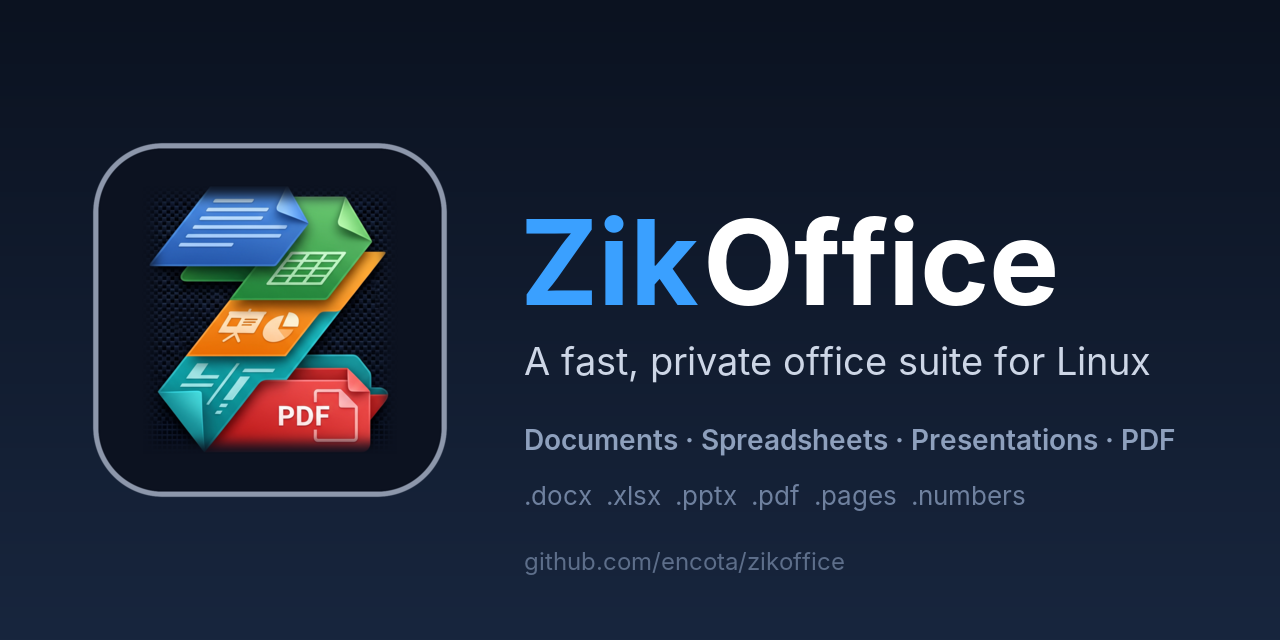 PDF
ZikOffice
A fast, private office suite for Linux
Documents · Spreadsheets · Presentations · PDF
.docx .xlsx .pptx .pdf .pages .numbers
github.com/encota/zikoffice